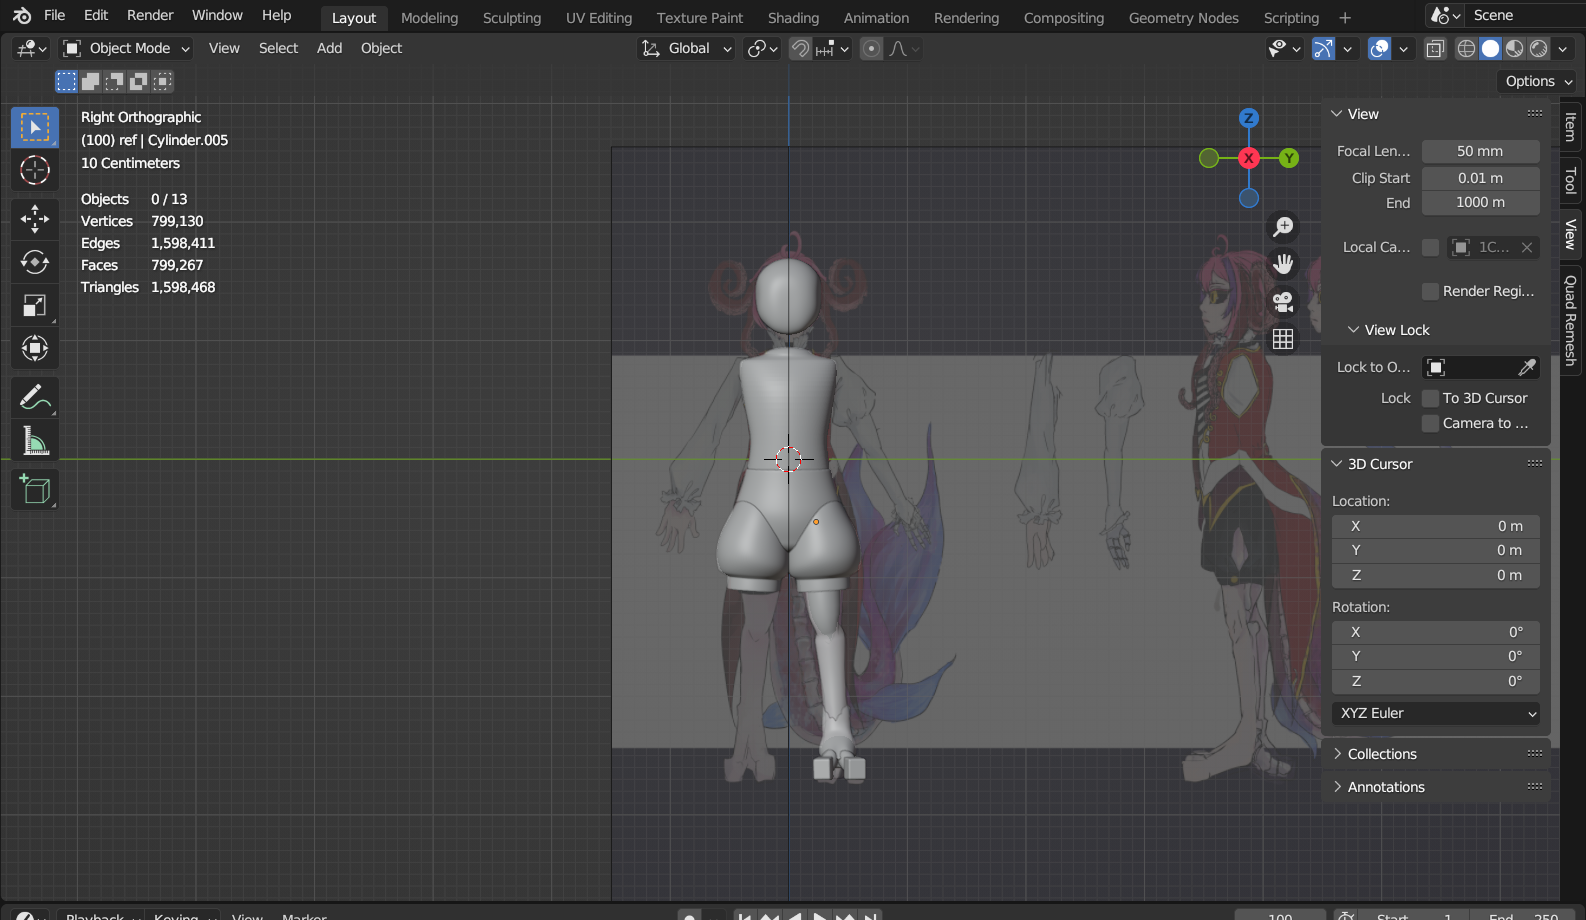 File Edit Render Window Help Layout Modeling Sculpting UV Editing Texture Paint Shading Animation Rendering Compositing Geometry Nodes Scripting + Scene
Object Mode View Select Add Object Global
Options
Right Orthographic
(100) ref | Cylinder.005
10 Centimeters
Objects 0 / 13
Vertices 799,130
Edges 1,598,411
Faces 799,267
Triangles 1,598,468
Z
X
Y
View
Focal Len... 50 mm
Clip Start 0.01 m
End 1000 m
Local Ca... 1C...
Render Regi...
View Lock
Lock to O...
Lock To 3D Cursor
Camera to ...
3D Cursor
Location:
X 0 m
Y 0 m
Z 0 m
Rotation:
X 0°
Y 0°
Z 0°
XYZ Euler
Collections
Annotations
Item
Tool
View
Quad Remesh
Playback Keying View Marker 100 Start 1 End 250